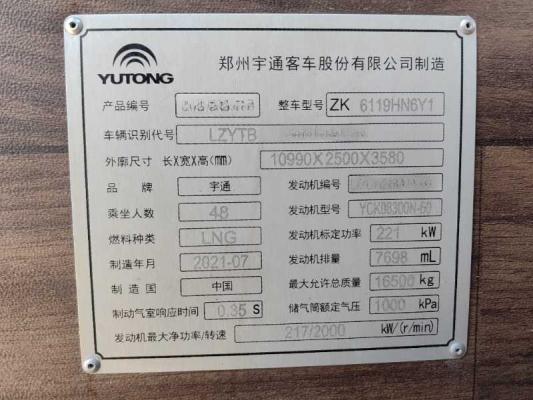 YUTONG
郑州宇通客车股份有限公司制造
产品编号 整车型号 ZK 6119HN6Y1
车辆识别代号 LZYTB
外廓尺寸 长X宽X高(mm) 10990X2500X3580
品牌 宇通 发动机编号
乘坐人数 48 发动机型号 YCK08300N-60
燃料种类 LNG 发动机标定功率 221 kW
制造年月 2021-07 发动机排量 7698 mL
制造国 中国 最大允许总质量 16500 kg
制动气室响应时间 0.35 S 储气筒额定气压 1000 kPa
发动机最大净功率/转速 217/2000 kW/(r/min)